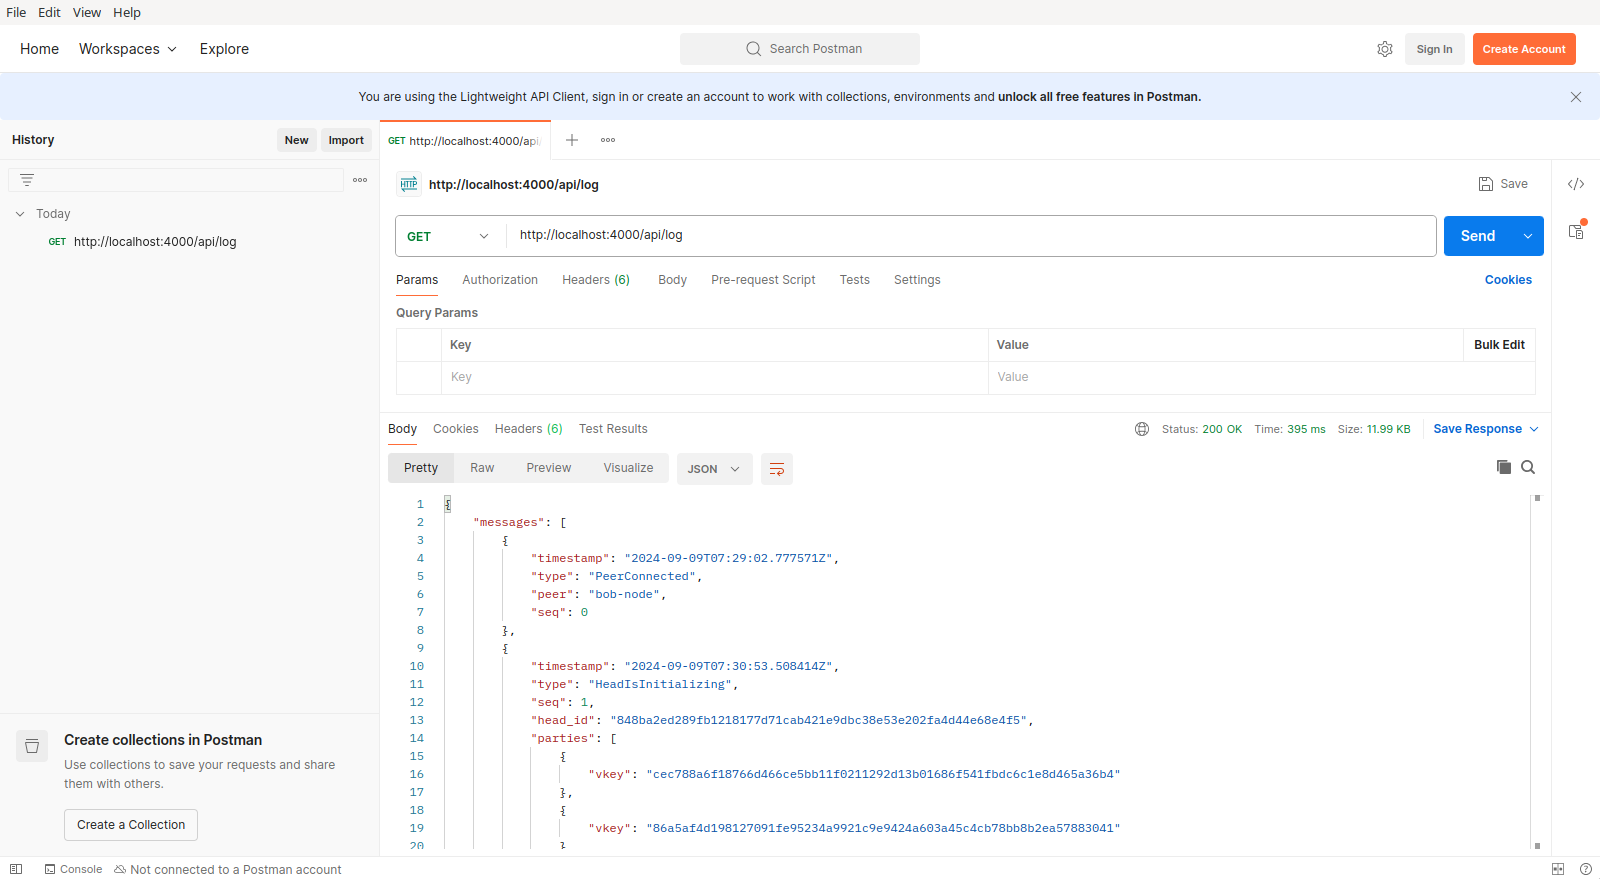 File Edit View Help
Home Workspaces Explore Search Postman Sign In Create Account
You are using the Lightweight API Client, sign in or create an account to work with collections, environments and unlock all free features in Postman.
History New Import
GET http://localhost:4000/api
HTTP http://localhost:4000/api/log Save
Today
GET http://localhost:4000/api/log
GET http://localhost:4000/api/log Send
Params Authorization Headers (6) Body Pre-request Script Tests Settings Cookies
Query Params
Key Value Bulk Edit
Key Value
Body Cookies Headers (6) Test Results Status: 200 OK Time: 395 ms Size: 11.99 KB Save Response
Pretty Raw Preview Visualize JSON
1 {
2 "messages": [
3 {
4 "timestamp": "2024-09-09T07:29:02.777571Z",
5 "type": "PeerConnected",
6 "peer": "bob-node",
7 "seq": 0
8 },
9 {
10 "timestamp": "2024-09-09T07:30:53.508414Z",
11 "type": "HeadIsInitializing",
12 "seq": 1,
13 "head_id": "848ba2ed289fb1218177d71cab421e9dbc38e53e202fa4d44e68e4f5",
14 "parties": [
15 {
16 "vkey": "cec788a6f18766d466ce5bb11f0211292d13b01686f541fbdc6c1e8d465a36b4"
17 },
18 {
19 "vkey": "86a5af4d198127091fe95234a9921c9e9424a603a45c4cb78bb8b2ea57883041"
20 }
Create collections in Postman
Use collections to save your requests and share
them with others.
Create a Collection
Console Not connected to a Postman account